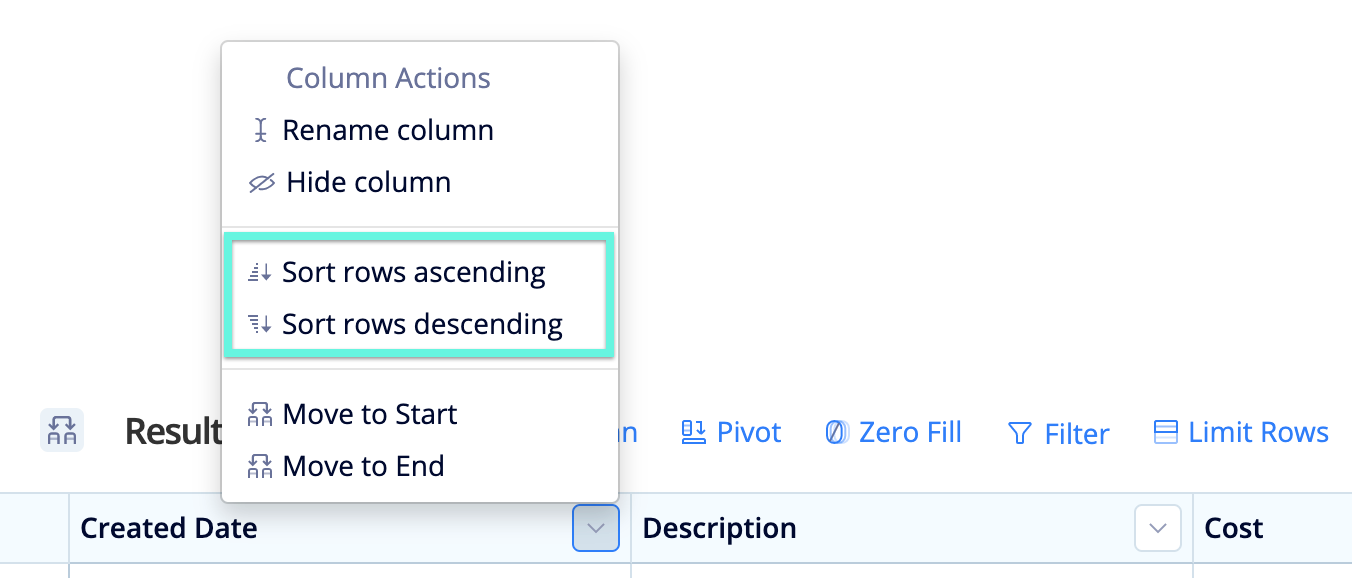 Column Actions
Rename column
Hide column
Sort rows ascending
Sort rows descending
Move to Start
Move to End
Result Pivot Zero Fill Filter Limit Rows
Created Date Description Cost